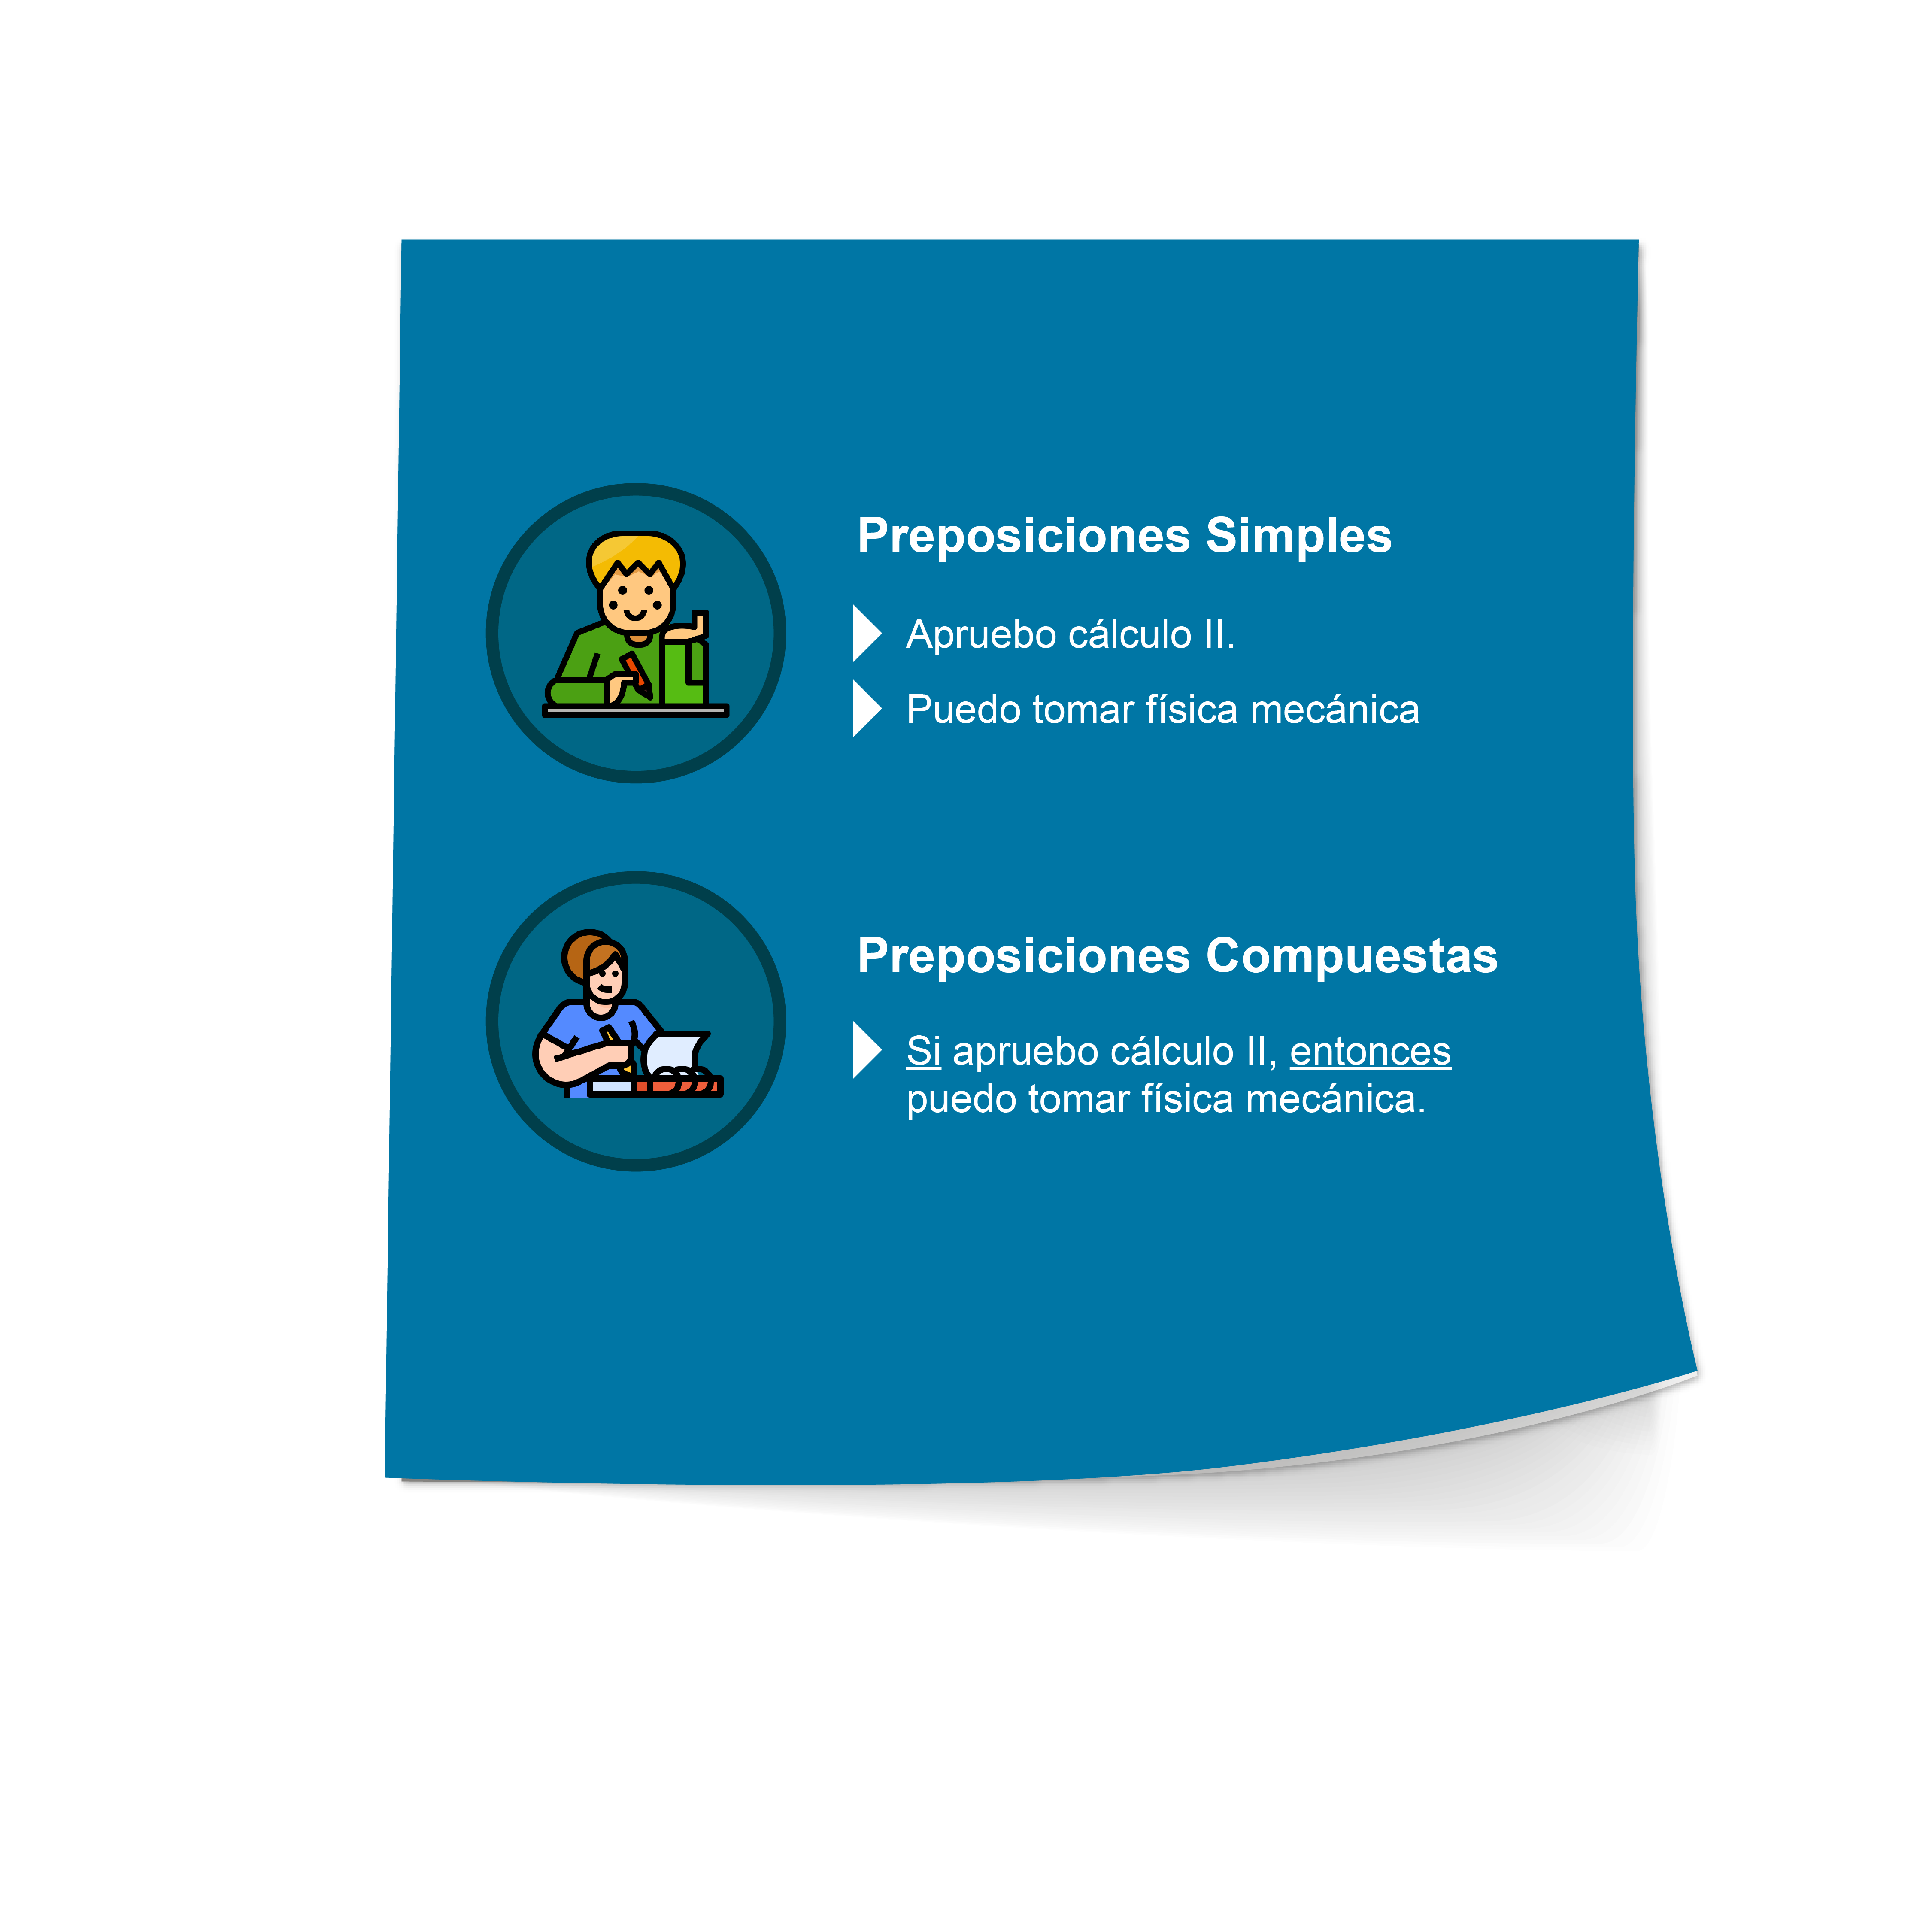 Preposiciones Simples
Apruebo cálculo II.
Puedo tomar física mecánica
Preposiciones Compuestas
Si apruebo cálculo II, entonces
puedo tomar física mecánica.